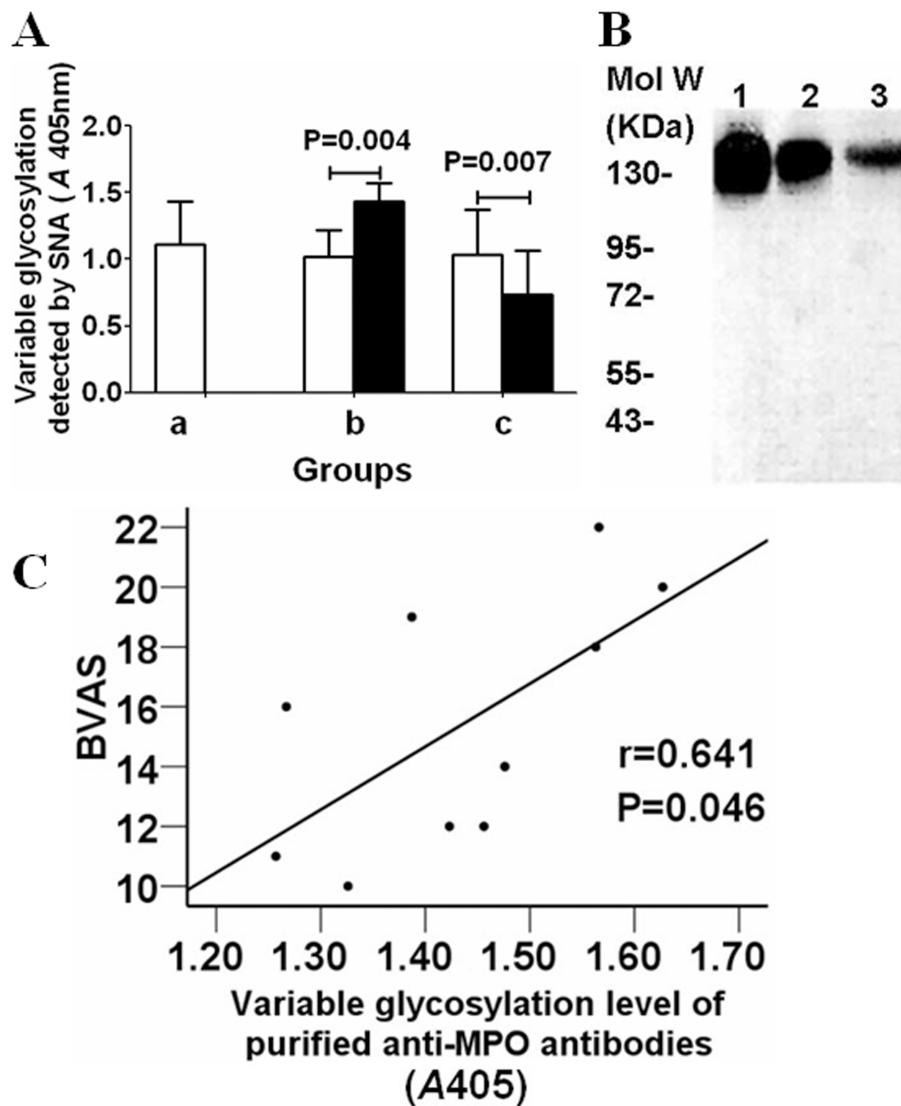 A
Variable glycosylation
detected by SNA ( A 405nm)
2.0
1.5
1.0
0.5
0.0
P=0.004
P=0.007
a
b
c
Groups
B
Mol W
(KDa)
1
2
3
130-
95-
72-
55-
43-
C
BVAS
22
20
18
16
14
12
10
r=0.641
P=0.046
1.20 1.30 1.40 1.50 1.60 1.70
Variable glycosylation level of
purified anti-MPO antibodies
(A405)